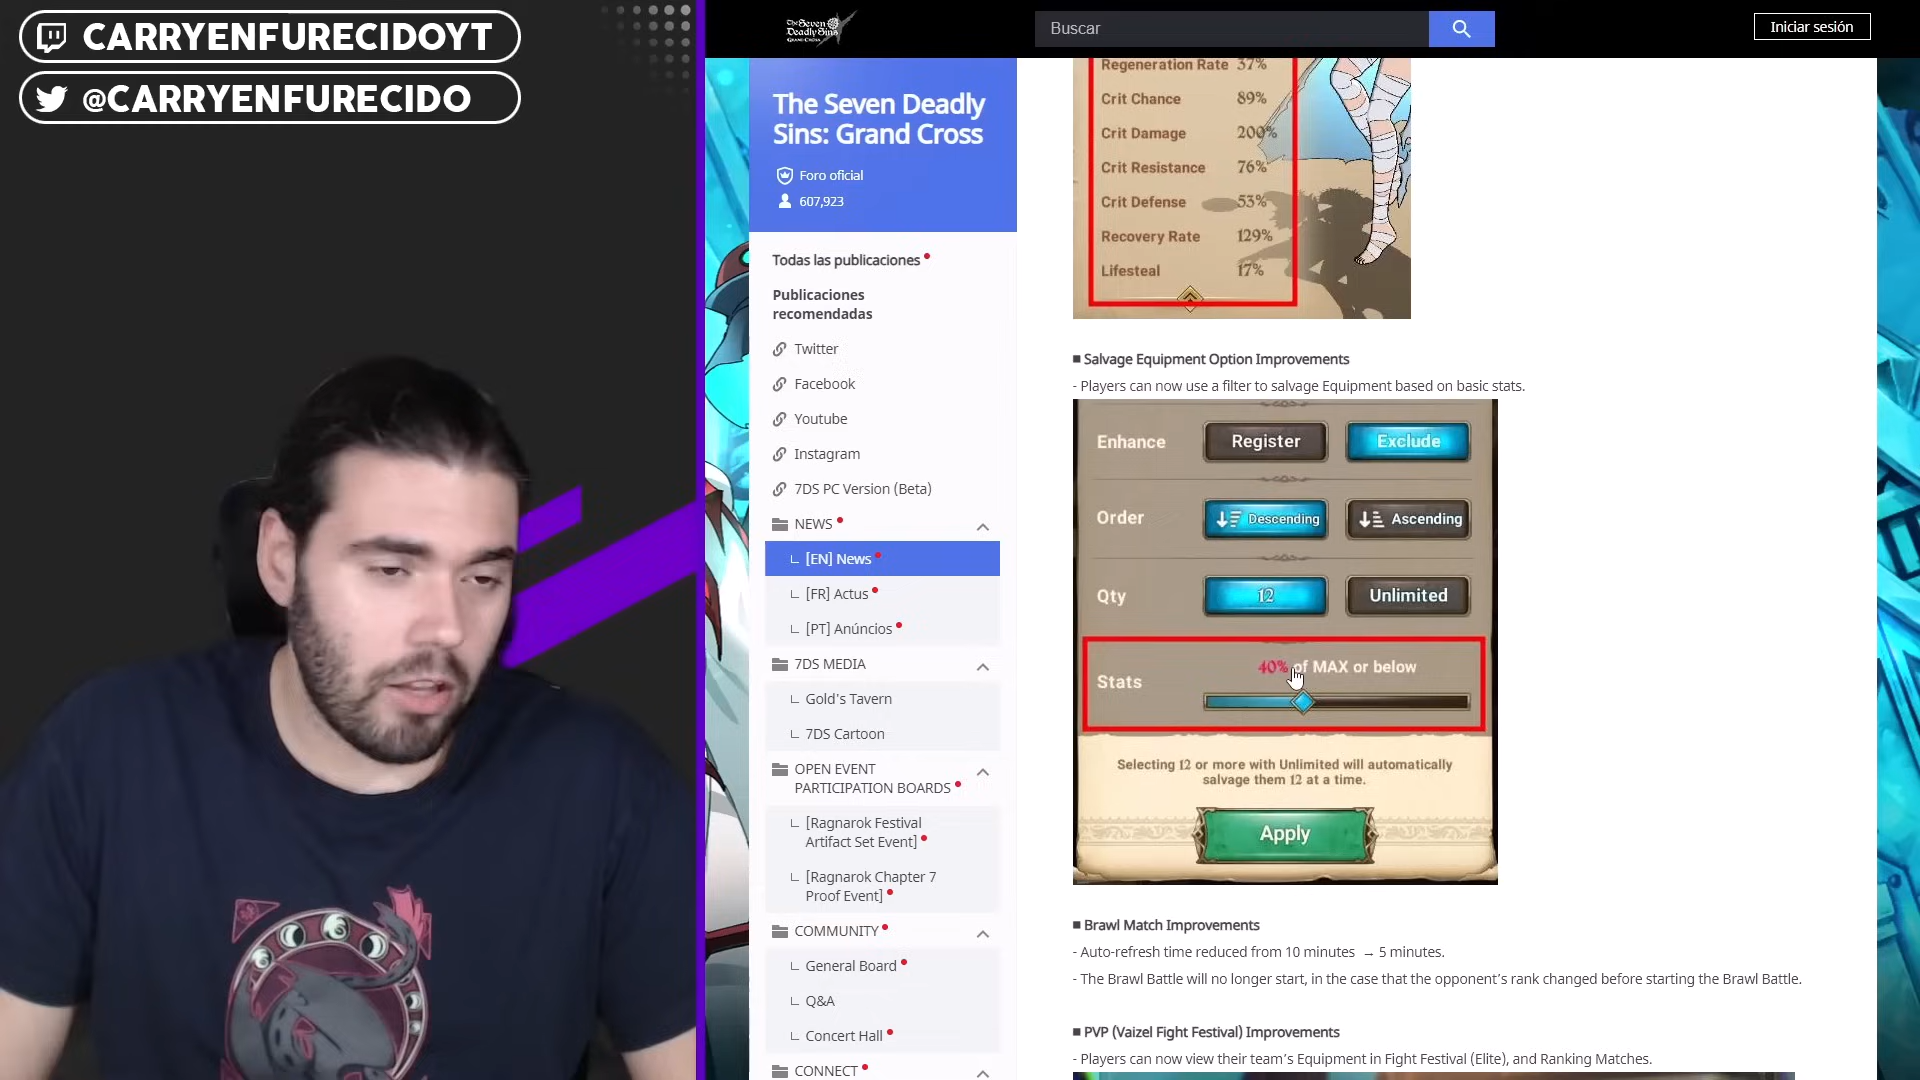 CARRYENFURECIDOYT
@CARRYENFURECIDO
The Seven Deadly Sins
GRAND CROSS
Buscar
Iniciar sesión
The Seven Deadly
Sins: Grand Cross
Foro oficial
607,923
Todas las publicaciones
Publicaciones
recomendadas
Twitter
Facebook
Youtube
Instagram
7DS PC Version (Beta)
NEWS
[EN] News
[FR] Actus
[PT] Anúncios
7DS MEDIA
Gold's Tavern
7DS Cartoon
OPEN EVENT
PARTICIPATION BOARDS
[Ragnarok Festival
Artifact Set Event]
[Ragnarok Chapter 7
Proof Event]
COMMUNITY
General Board
Q&A
Concert Hall
CONNECT
Regeneration Rate 37%
Crit Chance 89%
Crit Damage 200%
Crit Resistance 76%
Crit Defense 53%
Recovery Rate 129%
Lifesteal 17%
■ Salvage Equipment Option Improvements
- Players can now use a filter to salvage Equipment based on basic stats.
Enhance Register Exclude
Order Descending Ascending
Qty 12 Unlimited
Stats 40% of MAX or below
Selecting 12 or more with Unlimited will automatically
salvage them 12 at a time.
Apply
■ Brawl Match Improvements
- Auto-refresh time reduced from 10 minutes → 5 minutes.
- The Brawl Battle will no longer start, in the case that the opponent's rank changed before starting the Brawl Battle.
■ PVP (Vaizel Fight Festival) Improvements
- Players can now view their team's Equipment in Fight Festival (Elite), and Ranking Matches.